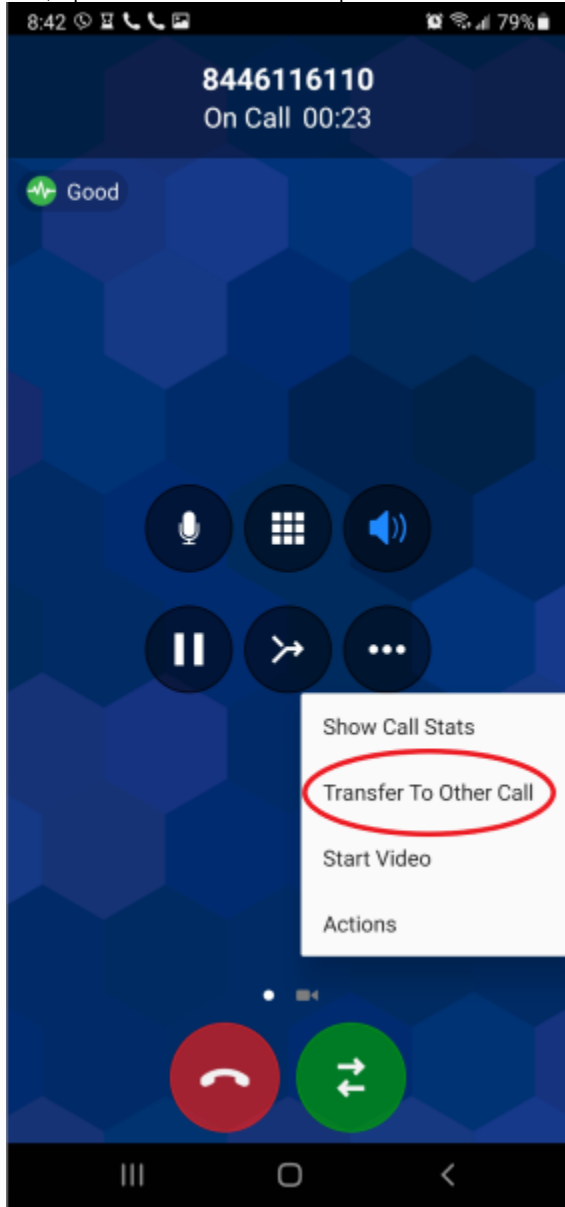 8:42 79%
8446116110
On Call 00:23
Good
Show Call Stats
Transfer To Other Call
Start Video
Actions